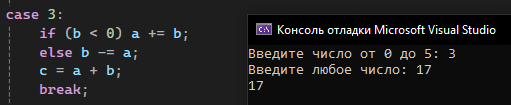 case 3:
if (b < 0) a += b;
else b -= a;
c = a + b;
break;
Консоль отладки Microsoft Visual Studio
Введите число от 0 до 5: 3
Введите любое число: 17
17